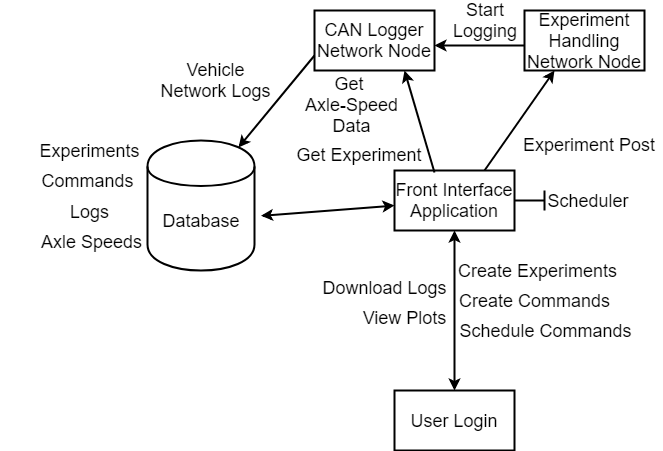 Start
Logging
CAN Logger
Network Node
Experiment
Handling
Network Node
Vehicle
Network Logs
Get
Axle-Speed
Data
Get Experiment
Experiment Post
Experiments
Commands
Logs
Axle Speeds
Database
Front Interface
Application
Scheduler
Download Logs
View Plots
Create Experiments
Create Commands
Schedule Commands
User Login